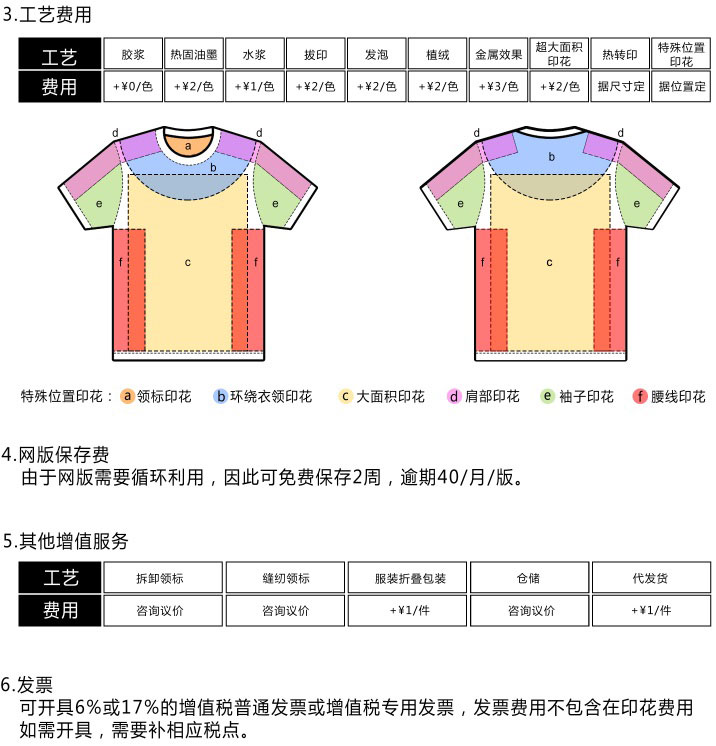 3.工艺费用
工艺 胶浆 热固油墨 水浆 拔印 发泡 植绒 金属效果 超大面积印花 热转印 特殊位置印花
费用 +¥0/色 +¥2/色 +¥1/色 +¥2/色 +¥2/色 +¥2/色 +¥3/色 +¥2/色 据尺寸定 据位置定
d d d d
a
b b
e e e e
f c f f c f
特殊位置印花： a 领标印花 b 环绕衣领印花 c 大面积印花 d 肩部印花 e 袖子印花 f 腰线印花
4.网版保存费
由于网版需要循环利用，因此可免费保存2周，逾期40/月/版。
5.其他增值服务
工艺 拆卸领标 缝纫领标 服装折叠包装 仓储 代发货
费用 咨询议价 咨询议价 +¥1/件 咨询议价 +¥1/件
6.发票
可开具6%或17%的增值税普通发票或增值税专用发票，发票费用不包含在印花费用
如需开具，需要补相应税点。